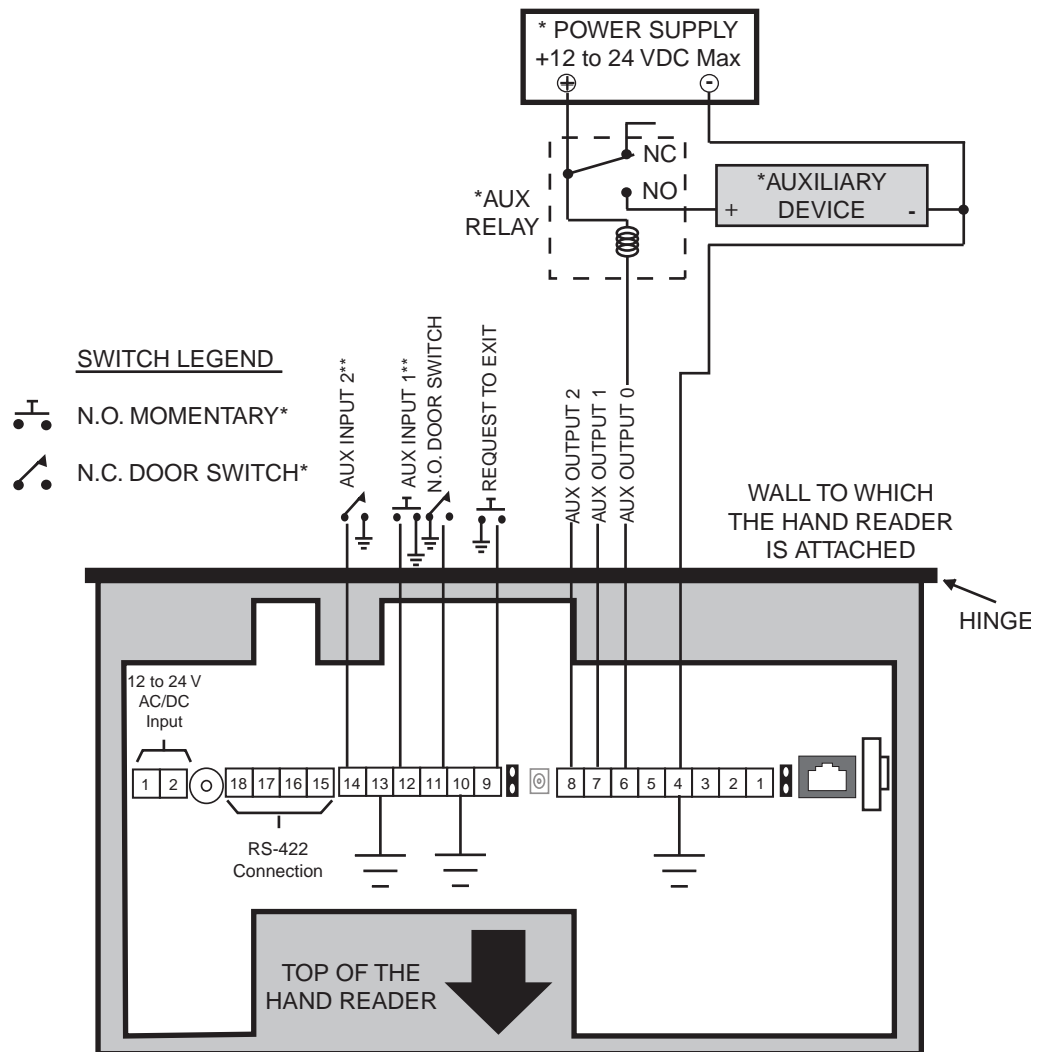 * POWER SUPPLY
+12 to 24 VDC Max
+ -
NC
NO
*AUX
RELAY
*AUXILIARY
DEVICE
+ -
SWITCH LEGEND
N.O. MOMENTARY*
N.C. DOOR SWITCH*
AUX INPUT 2**
AUX INPUT 1**
N.O. DOOR SWITCH
REQUEST TO EXIT
AUX OUTPUT 2
AUX OUTPUT 1
AUX OUTPUT 0
WALL TO WHICH
THE HAND READER
IS ATTACHED
HINGE
12 to 24 V
AC/DC
Input
1 2 18 17 16 15 14 13 12 11 10 9 8 7 6 5 4 3 2 1
RS-422
Connection
TOP OF THE
HAND READER